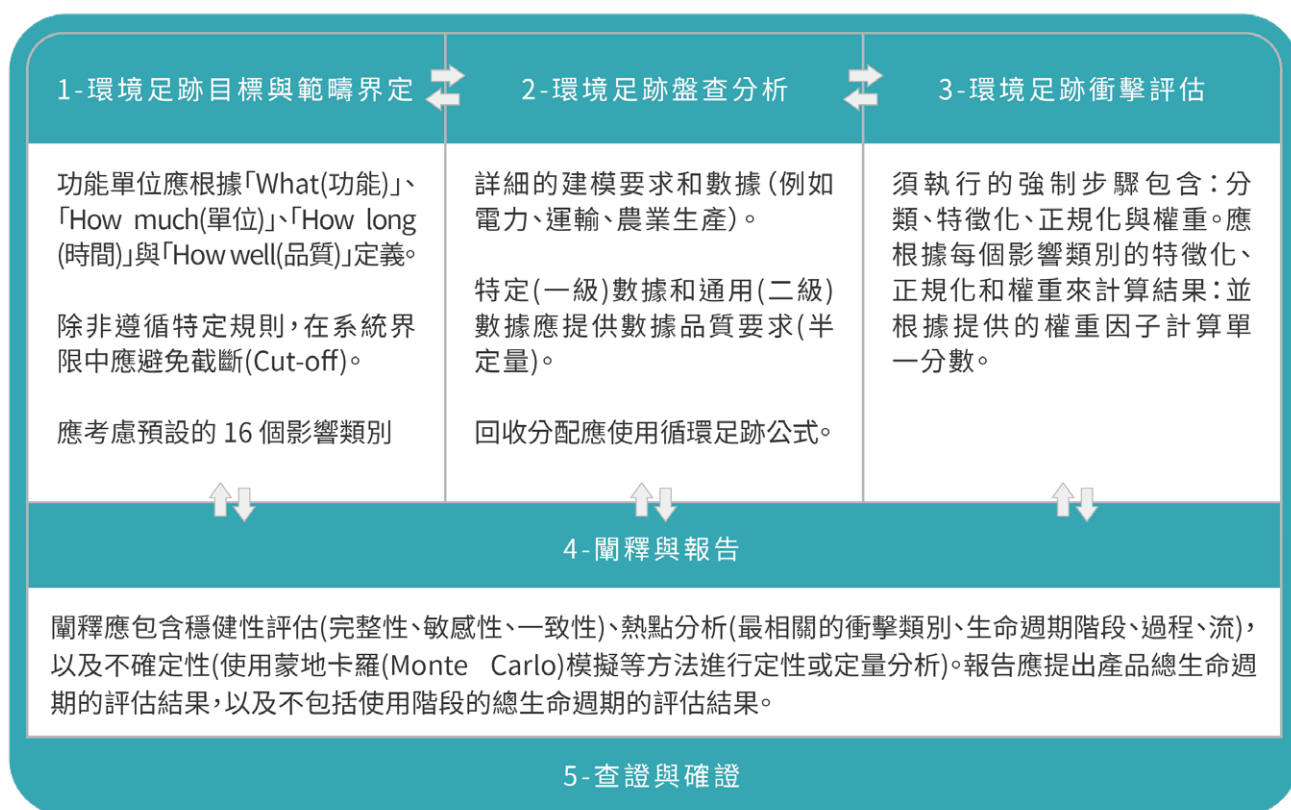 1-環境足跡目標與範疇界定
2-環境足跡盤查分析
3-環境足跡衝擊評估
功能單位應根據「What(功能)」、
「How much(單位)」、「How long
(時間)」與「How well(品質)」定義。
除非遵循特定規則,在系統界
限中應避免截斷(Cut-off)。
應考慮預設的 16 個影響類別
詳細的建模要求和數據(例如
電力、運輸、農業生產)。
特定(一級)數據和通用(二級)
數據應提供數據品質要求(半
定量)。
回收分配應使用循環足跡公式。
須執行的強制步驟包含:分
類、特徵化、正規化與權重。應
根據每個影響類別的特徵化、
正規化和權重來計算結果:並
根據提供的權重因子計算單
一分數。
4-闡釋與報告
闡釋應包含穩健性評估(完整性、敏感性、一致性)、熱點分析(最相關的衝擊類別、生命週期階段、過程、流),
以及不確定性(使用蒙地卡羅(Monte Carlo)模擬等方法進行定性或定量分析)。報告應提出產品總生命週
期的評估結果,以及不包括使用階段的總生命週期的評估結果。
5-查證與確證